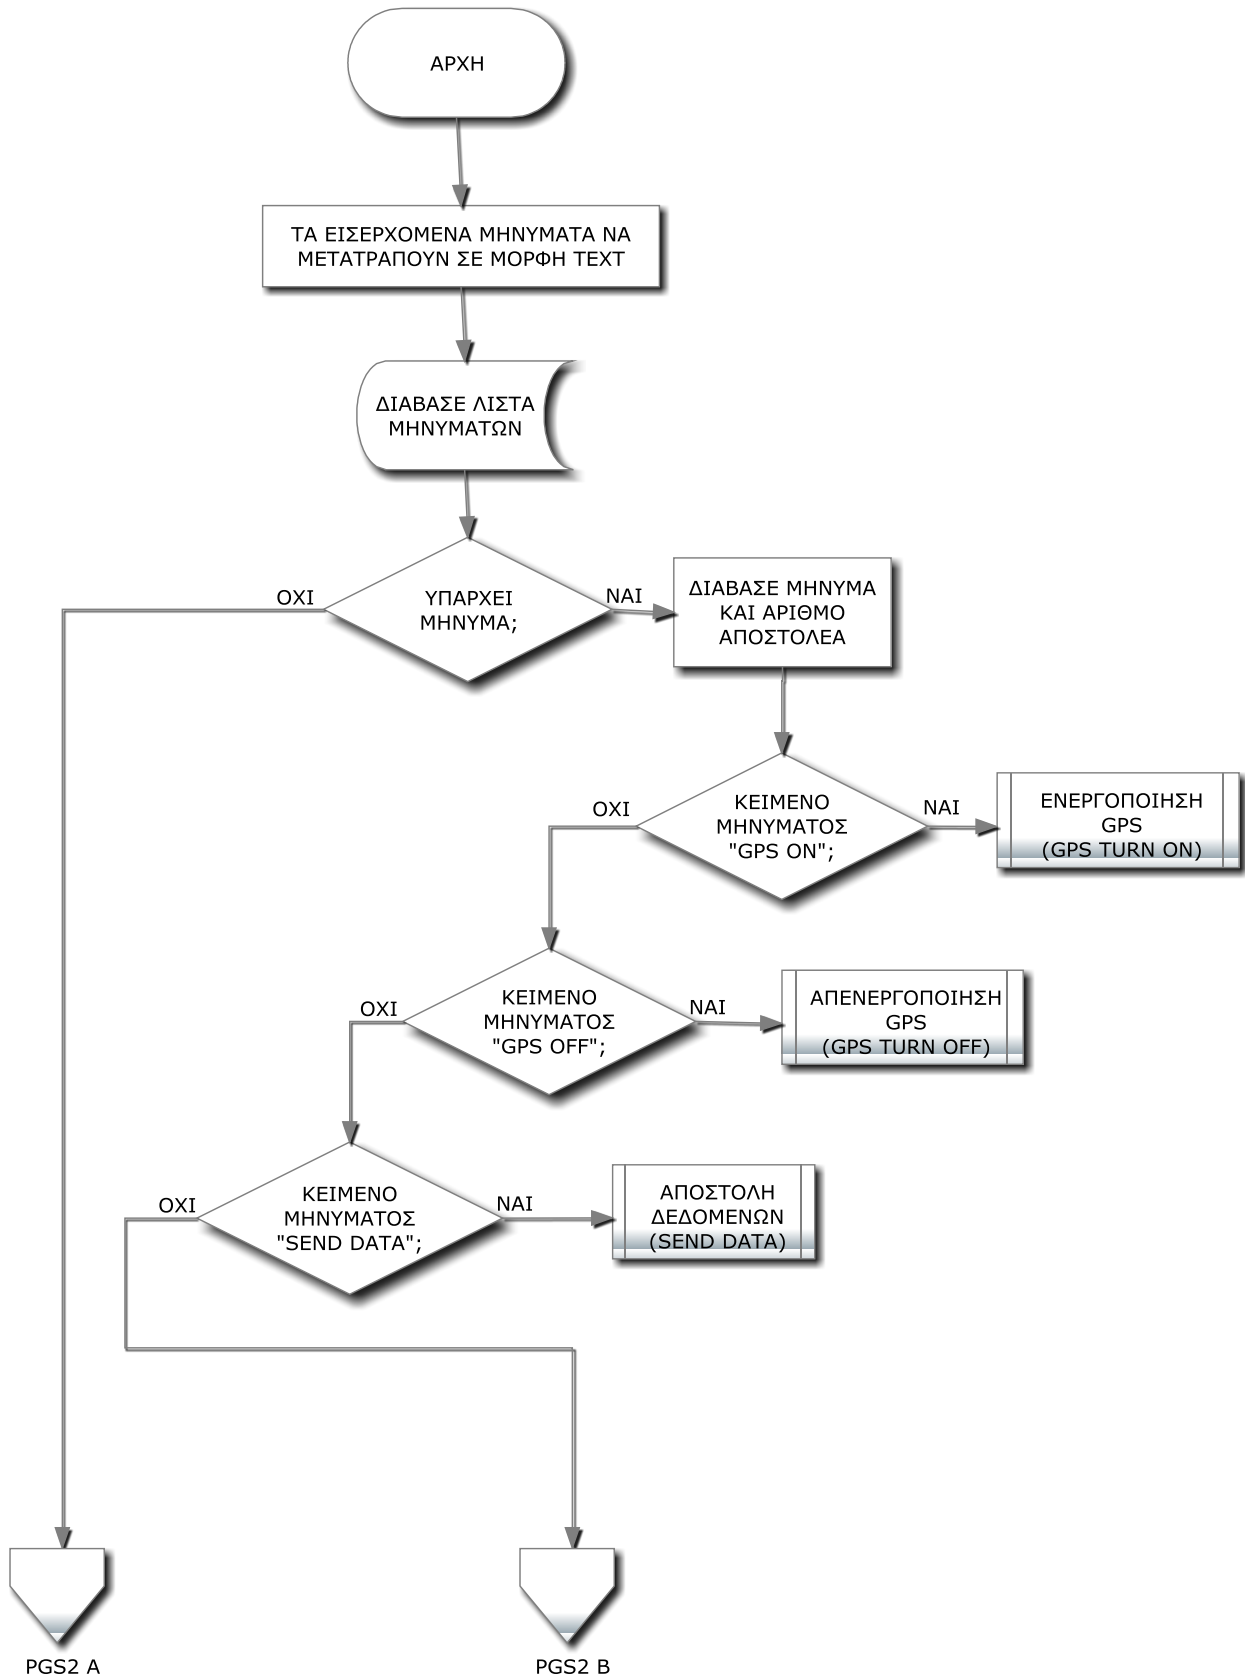 ΑΡΧΗ
ΤΑ ΕΙΣΕΡΧΟΜΕΝΑ ΜΗΝΥΜΑΤΑ ΝΑ
ΜΕΤΑΤΡΑΠΟΥΝ ΣΕ ΜΟΡΦΗ TEXT
ΔΙΑΒΑΣΕ ΛΙΣΤΑ
ΜΗΝΥΜΑΤΩΝ
ΟΧΙ
ΥΠΑΡΧΕΙ
ΜΗΝΥΜΑ;
ΝΑΙ
ΔΙΑΒΑΣΕ ΜΗΝΥΜΑ
ΚΑΙ ΑΡΙΘΜΟ
ΑΠΟΣΤΟΛΕΑ
ΟΧΙ
ΚΕΙΜΕΝΟ
ΜΗΝΥΜΑΤΟΣ
"GPS ON";
ΝΑΙ
ΕΝΕΡΓΟΠΟΙΗΣΗ
GPS
(GPS TURN ON)
ΟΧΙ
ΚΕΙΜΕΝΟ
ΜΗΝΥΜΑΤΟΣ
"GPS OFF";
ΝΑΙ
ΑΠΕΝΕΡΓΟΠΟΙΗΣΗ
GPS
(GPS TURN OFF)
ΟΧΙ
ΚΕΙΜΕΝΟ
ΜΗΝΥΜΑΤΟΣ
"SEND DATA";
ΝΑΙ
ΑΠΟΣΤΟΛΗ
ΔΕΔΟΜΕΝΩΝ
(SEND DATA)
PGS2 A
PGS2 B